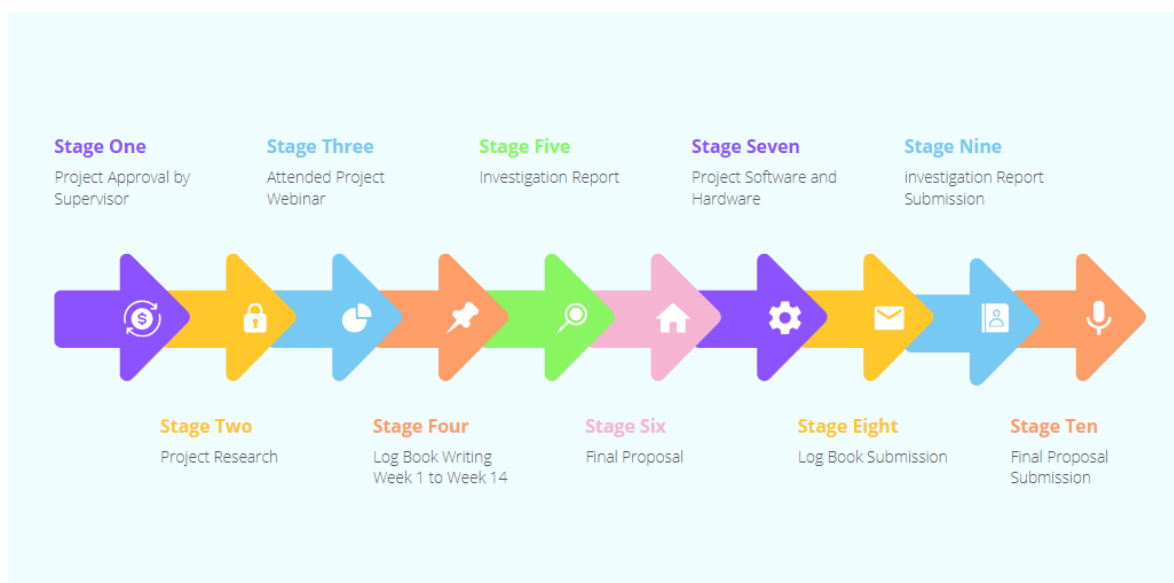 Stage One
Project Approval by
Supervisor
Stage Two
Project Research
Stage Three
Attended Project
Webinar
Stage Four
Log Book Writing
Week 1 to Week 14
Stage Five
Investigation Report
Stage Six
Final Proposal
Stage Seven
Project Software and
Hardware
Stage Eight
Log Book Submission
Stage Nine
investigation Report
Submission
Stage Ten
Final Proposal
Submission